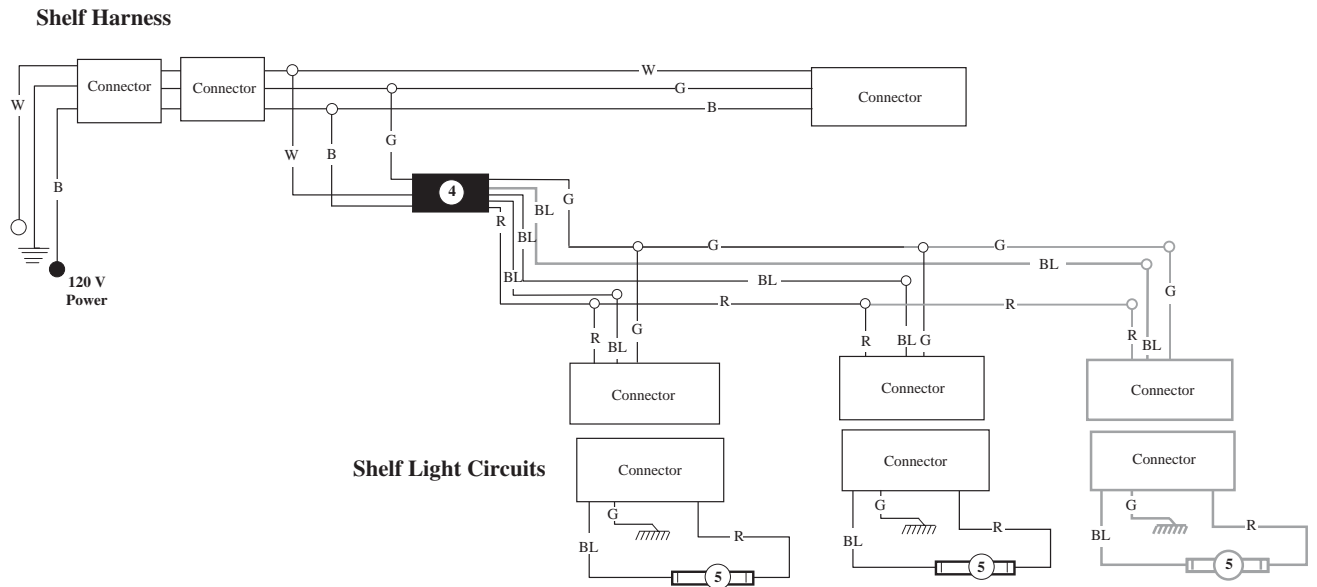 Shelf Harness
Connector
Connector
Connector
W
G
B
W
B
W
B
G
4
120 V
Power
R
BL
BL
BL
G
G
G
BL
BL
R
R
R
BL
G
R
BL
G
R
BL
G
Connector
Connector
Connector
Shelf Light Circuits
Connector
Connector
Connector
G
BL
R
5
G
BL
R
5
G
BL
R
5